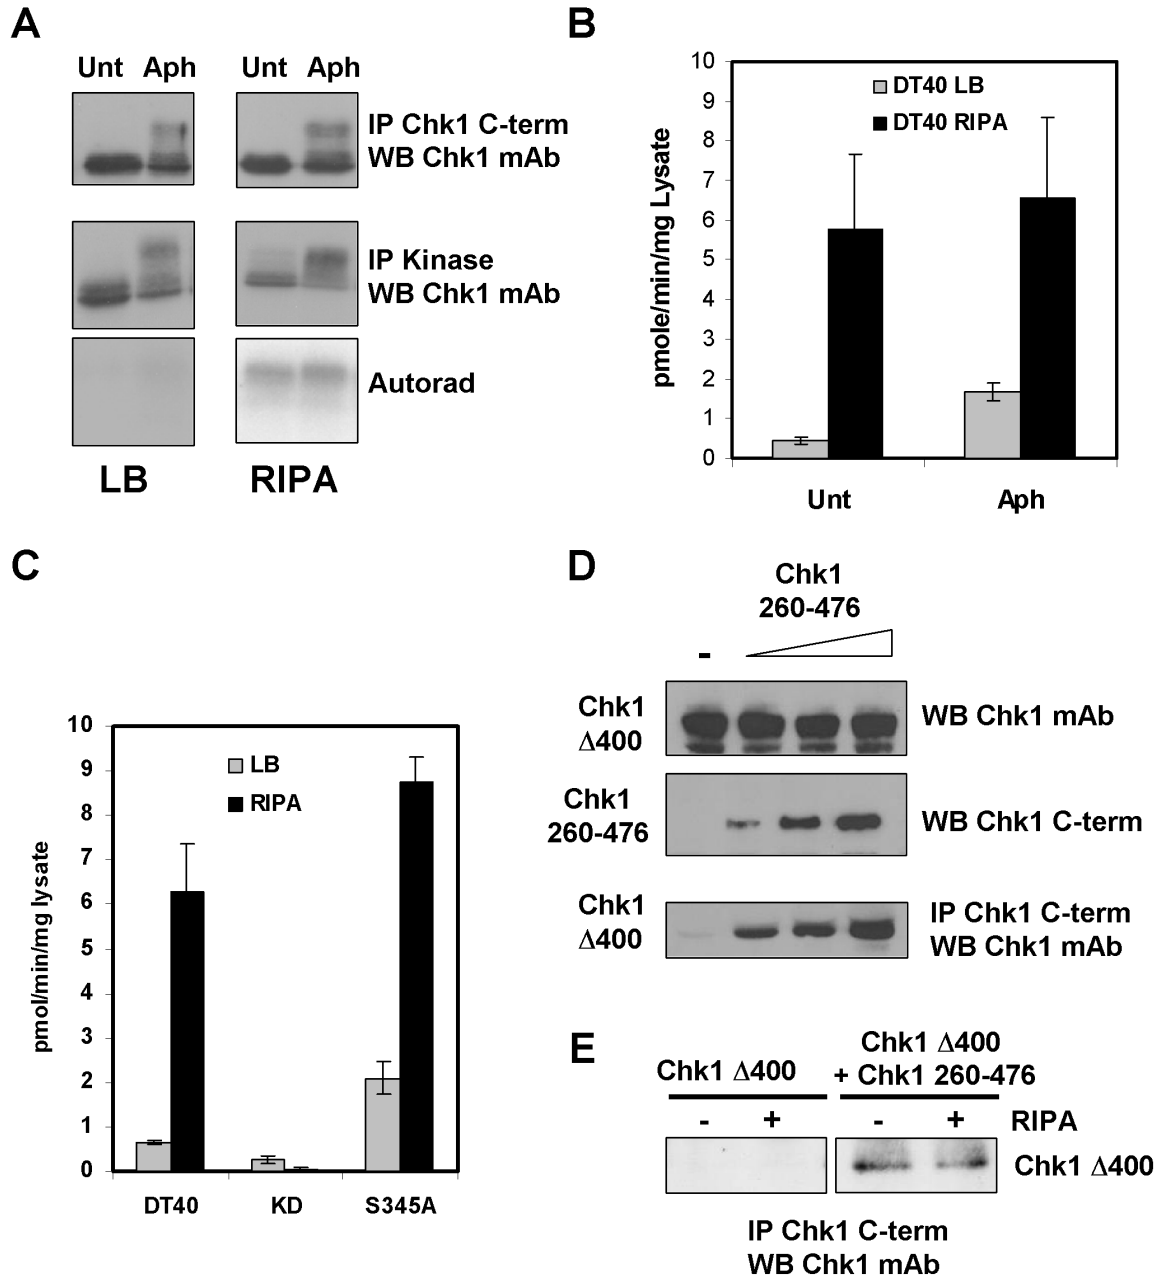 A
Unt Aph Unt Aph
IP Chk1 C-term
WB Chk1 mAb
IP Kinase
WB Chk1 mAb
Autorad
LB RIPA
B
10
9
8
7
6
5
4
3
2
1
0
pmole/min/mg Lysate
DT40 LB
DT40 RIPA
Unt Aph
C
10
9
8
7
6
5
4
3
2
1
0
pmol/min/mg lysate
LB
RIPA
DT40 KD S345A
D
Chk1
260-476
-
Chk1
Δ400
WB Chk1 mAb
Chk1
260-476
WB Chk1 C-term
Chk1
Δ400
IP Chk1 C-term
WB Chk1 mAb
E
Chk1 Δ400
Chk1 Δ400
+ Chk1 260-476
- + - + RIPA
Chk1 Δ400
IP Chk1 C-term
WB Chk1 mAb